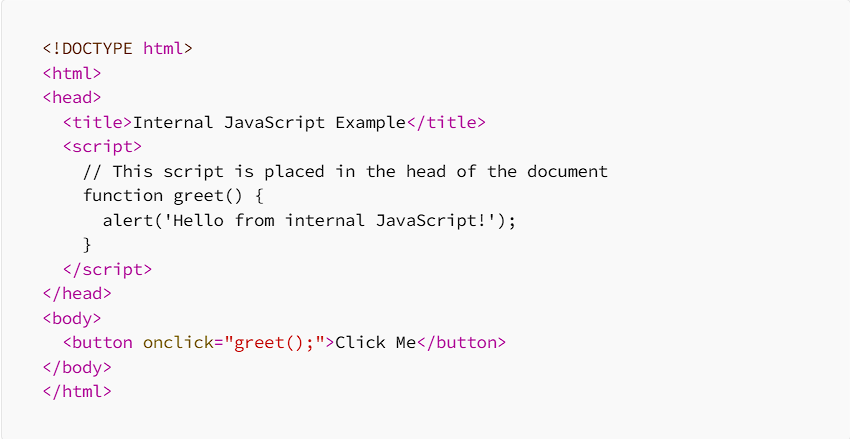 <!DOCTYPE html>
<html>
<head>
  <title>Internal JavaScript Example</title>
  <script>
    // This script is placed in the head of the document
    function greet() {
      alert('Hello from internal JavaScript!');
    }
  </script>
</head>
<body>
  <button onclick="greet();">Click Me</button>
</body>
</html>